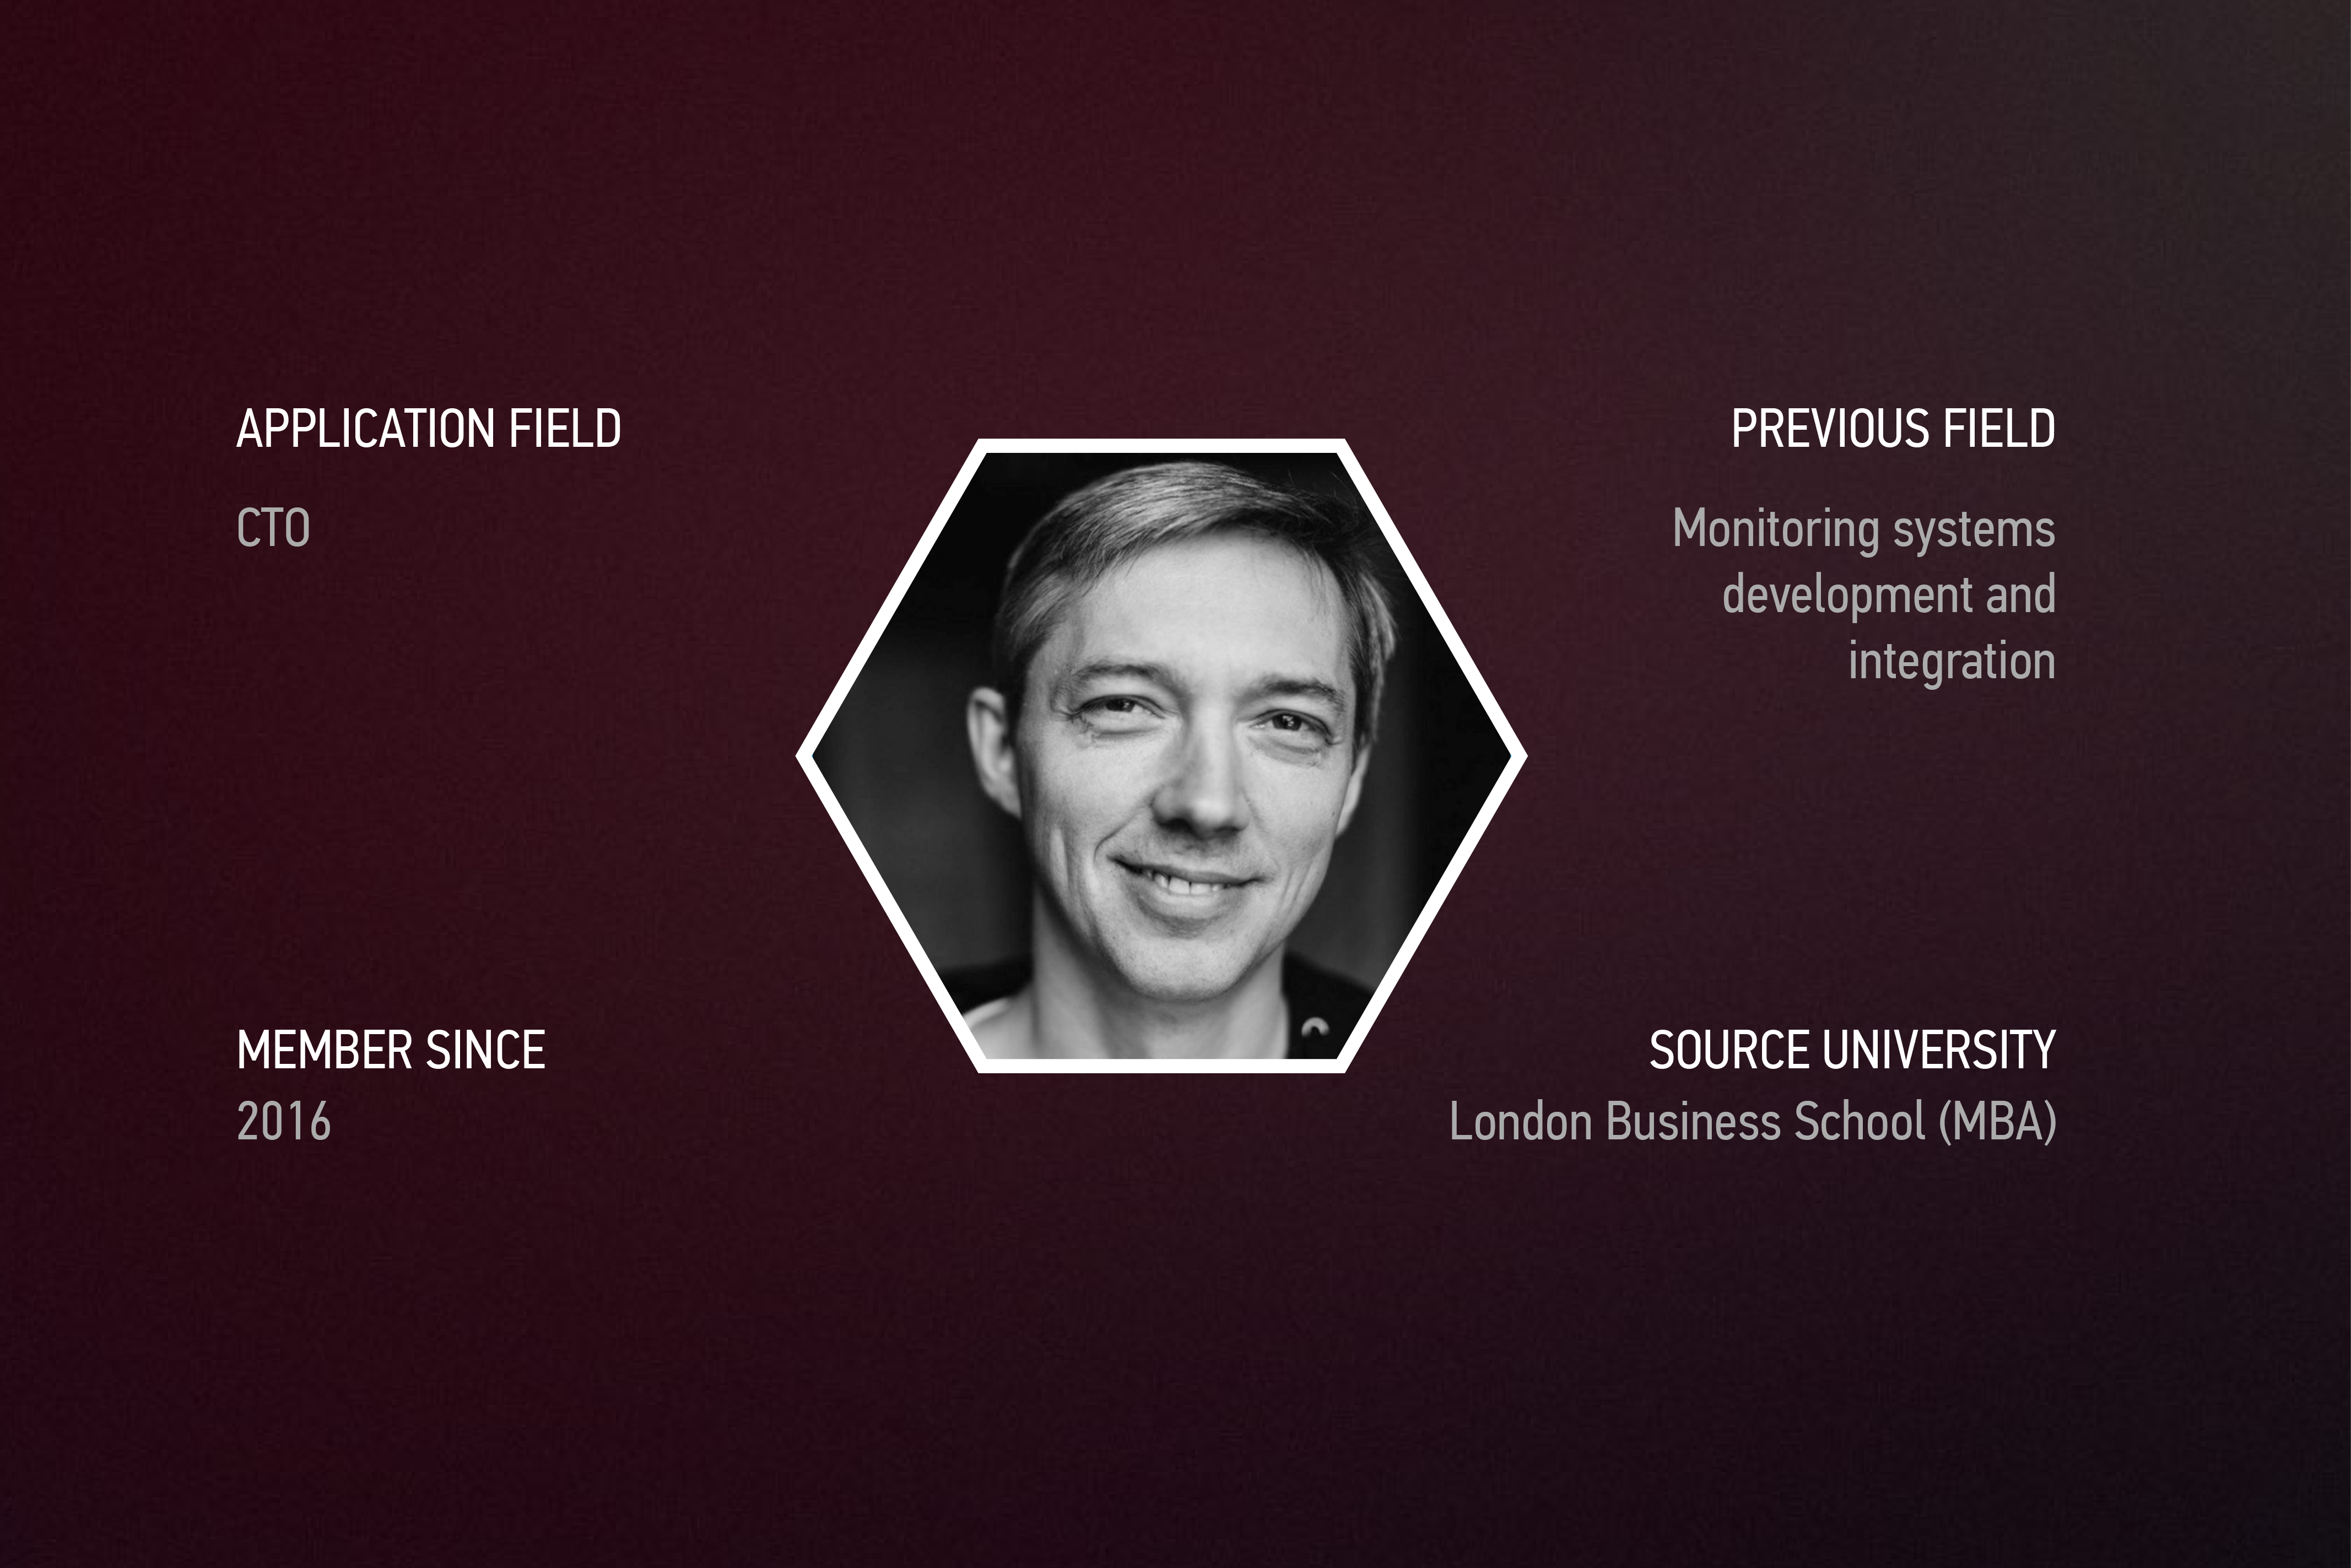 APPLICATION FIELD
CTO
PREVIOUS FIELD
Monitoring systems
development and
integration
MEMBER SINCE
2016
SOURCE UNIVERSITY
London Business School (MBA)